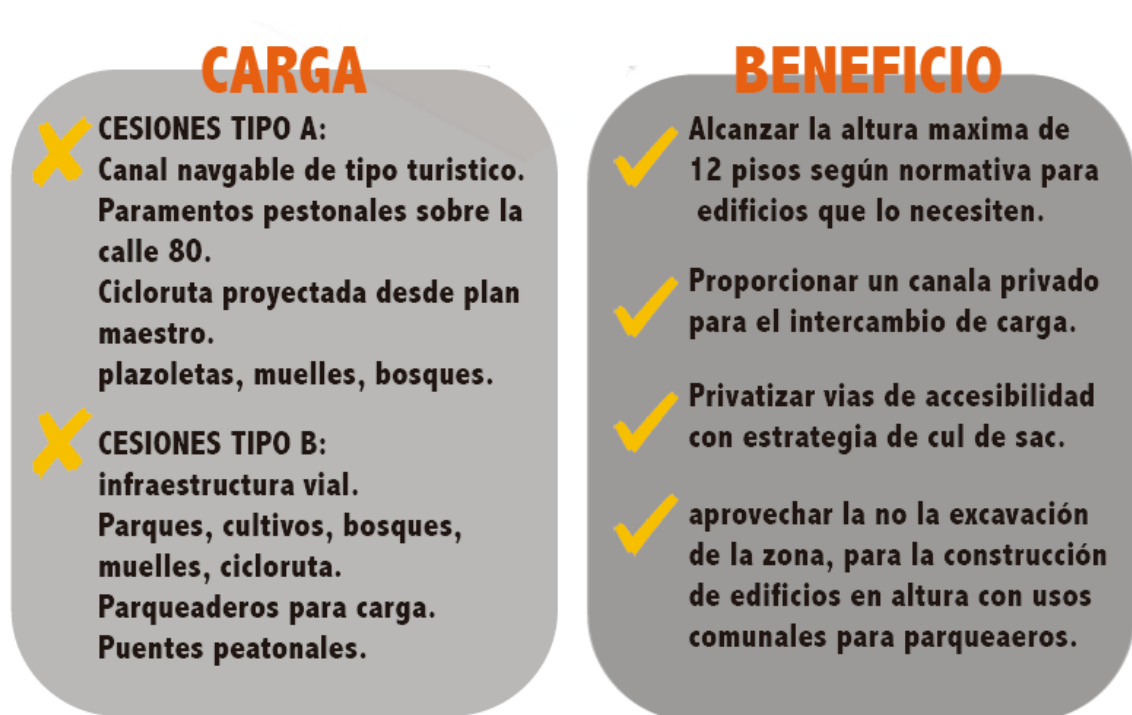 CARGA
CESIONES TIPO A:
Canal navgable de tipo turistico.
Paramentos pestonales sobre la
calle 80.
Cicloruta proyectada desde plan
maestro.
plazoletas, muelles, bosques.
CESIONES TIPO B:
infraestructura vial.
Parques, cultivos, bosques,
muelles, cicloruta.
Parqueaderos para carga.
Puentes peatonales.
BENEFICIO
Alcanzar la altura maxima de
12 pisos según normativa para
edificios que lo necesiten.
Proporcionar un canala privado
para el intercambio de carga.
Privatizar vias de accesibilidad
con estrategia de cul de sac.
aprovechar la no la excavación
de la zona, para la construcción
de edificios en altura con usos
comunales para parqueaeros.